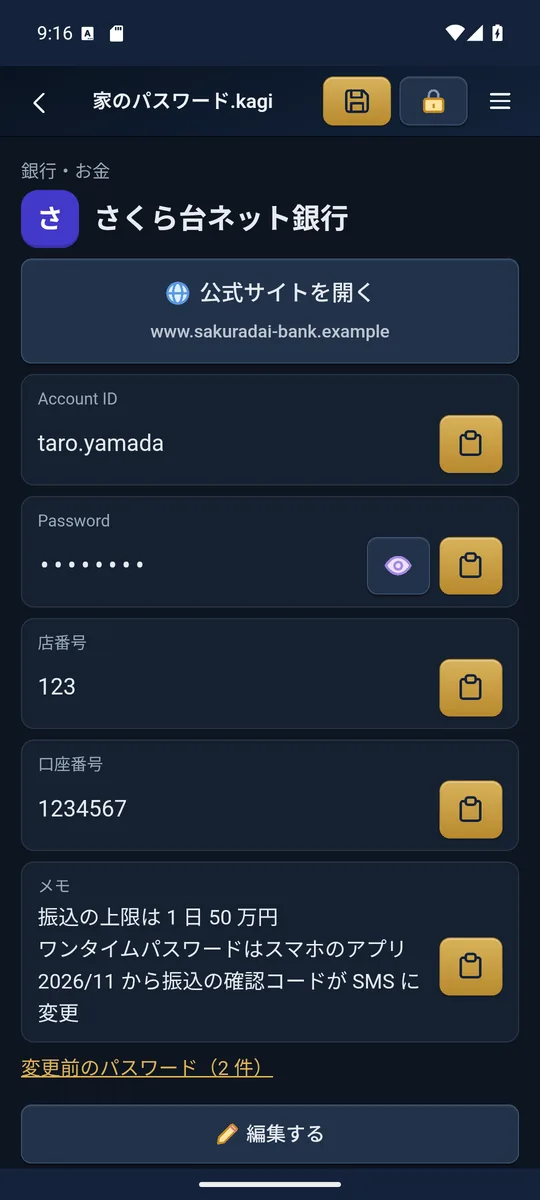 9:16
家のパスワード.kagi
銀行・お金
さ さくら台ネット銀行
公式サイトを開く
www.sakuradai-bank.example
Account ID
taro.yamada
Password
••••••••
店番号
123
口座番号
1234567
メモ
振込の上限は 1 日 50 万円
ワンタイムパスワードはスマホのアプリ
2026/11 から振込の確認コードが SMS に
変更
変更前のパスワード（2 件）
編集する